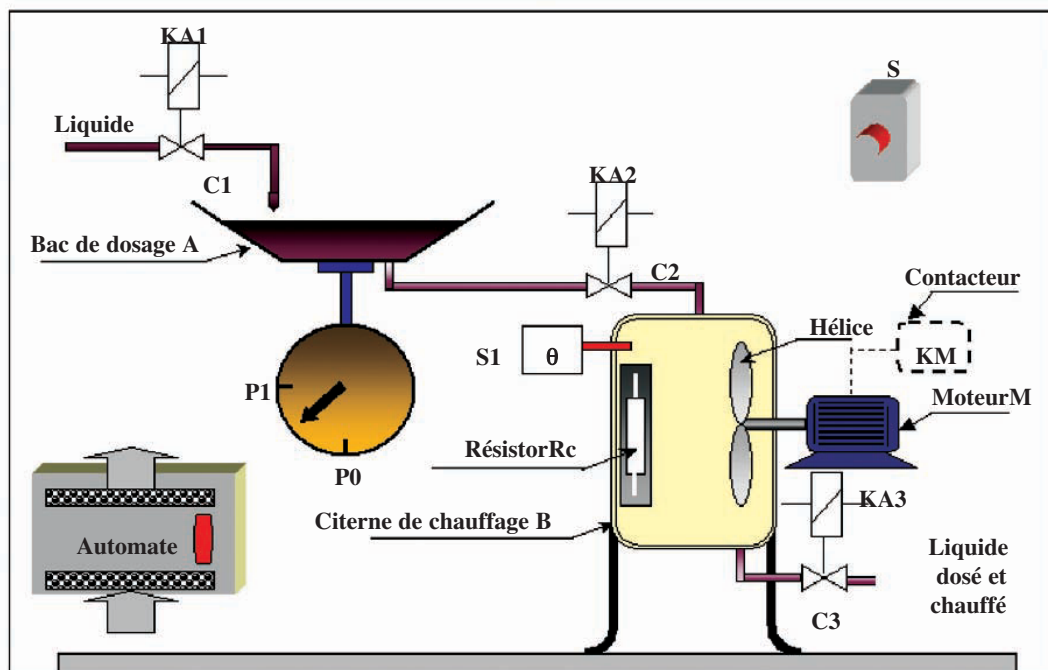 KA1
S
Liquide
KA2
C1
Bac de dosage A
C2
Contacteur
Hélice
KM
S1
θ
P1
MoteurM
RésistorRc
P0
KA3
Citerne de chauffage B
Automate
Liquide
dosé et
chauffé
C3